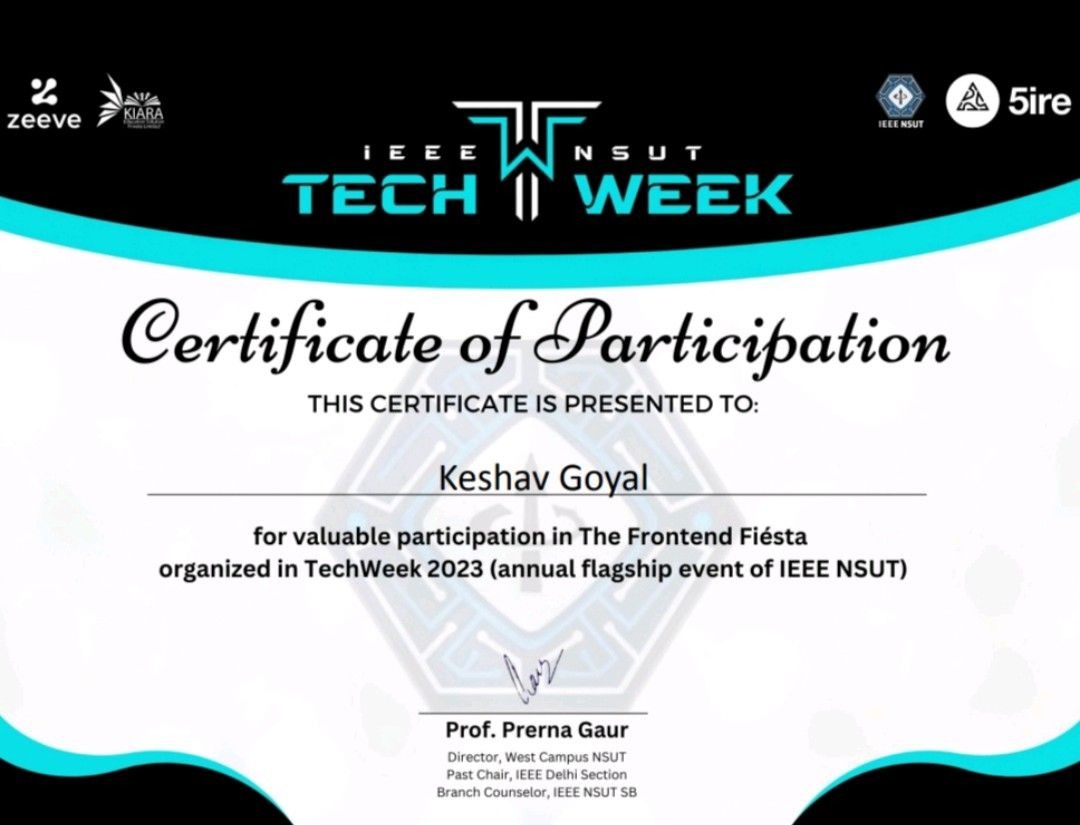 zeeve
KIARA
IEEE NSUT
5ire
iEEE NSUT
TECH WEEK
Certificate of Participation
THIS CERTIFICATE IS PRESENTED TO:
Keshav Goyal
for valuable participation in The Frontend Fiésta
organized in TechWeek 2023 (annual flagship event of IEEE NSUT)
Prof. Prerna Gaur
Director, West Campus NSUT
Past Chair, IEEE Delhi Section
Branch Counselor, IEEE NSUT SB